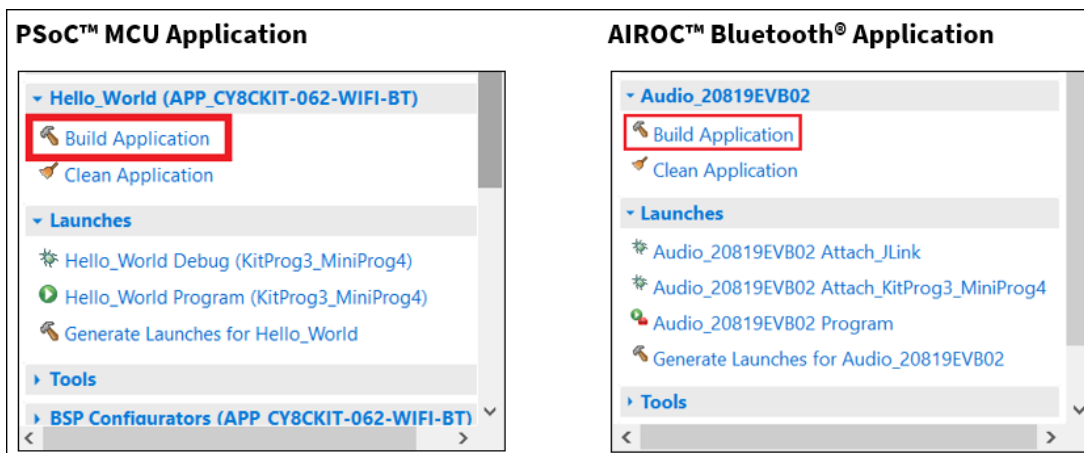 PSoC™ MCU Application
Hello_World (APP_CY8CKIT-062-WIFI-BT)
Build Application
Clean Application
Launches
Hello_World Debug (KitProg3_MiniProg4)
Hello_World Program (KitProg3_MiniProg4)
Generate Launches for Hello_World
Tools
BSP Configurators (APP_CY8CKIT-062-WIFI-BT)
AIROC™ Bluetooth® Application
Audio_20819EVB02
Build Application
Clean Application
Launches
Audio_20819EVB02 Attach_JLink
Audio_20819EVB02 Attach_KitProg3_MiniProg4
Audio_20819EVB02 Program
Generate Launches for Audio_20819EVB02
Tools